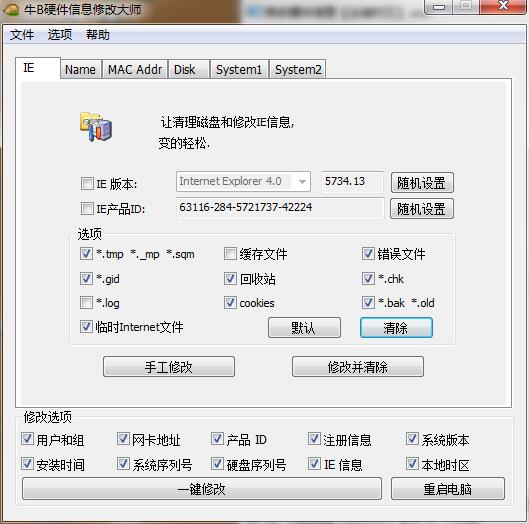 牛B硬件信息修改大师
文件 选项 帮助
IE Name MAC Addr Disk System1 System2
让清理磁盘和修改IE信息,
变的轻松.
IE 版本: Internet Explorer 4.0 5734.13 随机设置
IE产品ID: 63116-284-5721737-42224 随机设置
选项
*.tmp *._mp *.sqm 缓存文件 错误文件
*.gid 回收站 *.chk
*.log cookies *.bak *.old
临时Internet文件 默认 清除
手工修改 修改并清除
修改选项
用户和组 网卡地址 产品 ID 注册信息 系统版本
安装时间 系统序列号 硬盘序列号 IE 信息 本地时区
一键修改 重启电脑